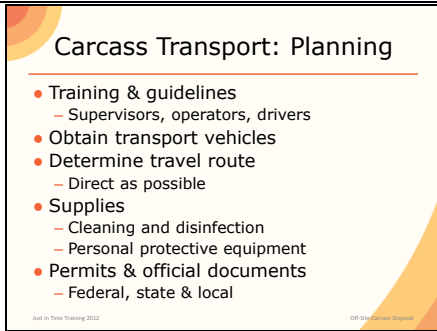 Carcass Transport: Planning
• Training & guidelines
– Supervisors, operators, drivers
• Obtain transport vehicles
• Determine travel route
– Direct as possible
• Supplies
– Cleaning and disinfection
– Personal protective equipment
• Permits & official documents
– Federal, state & local
Just In Time Training 2012
Off-Site Carcass Disposal